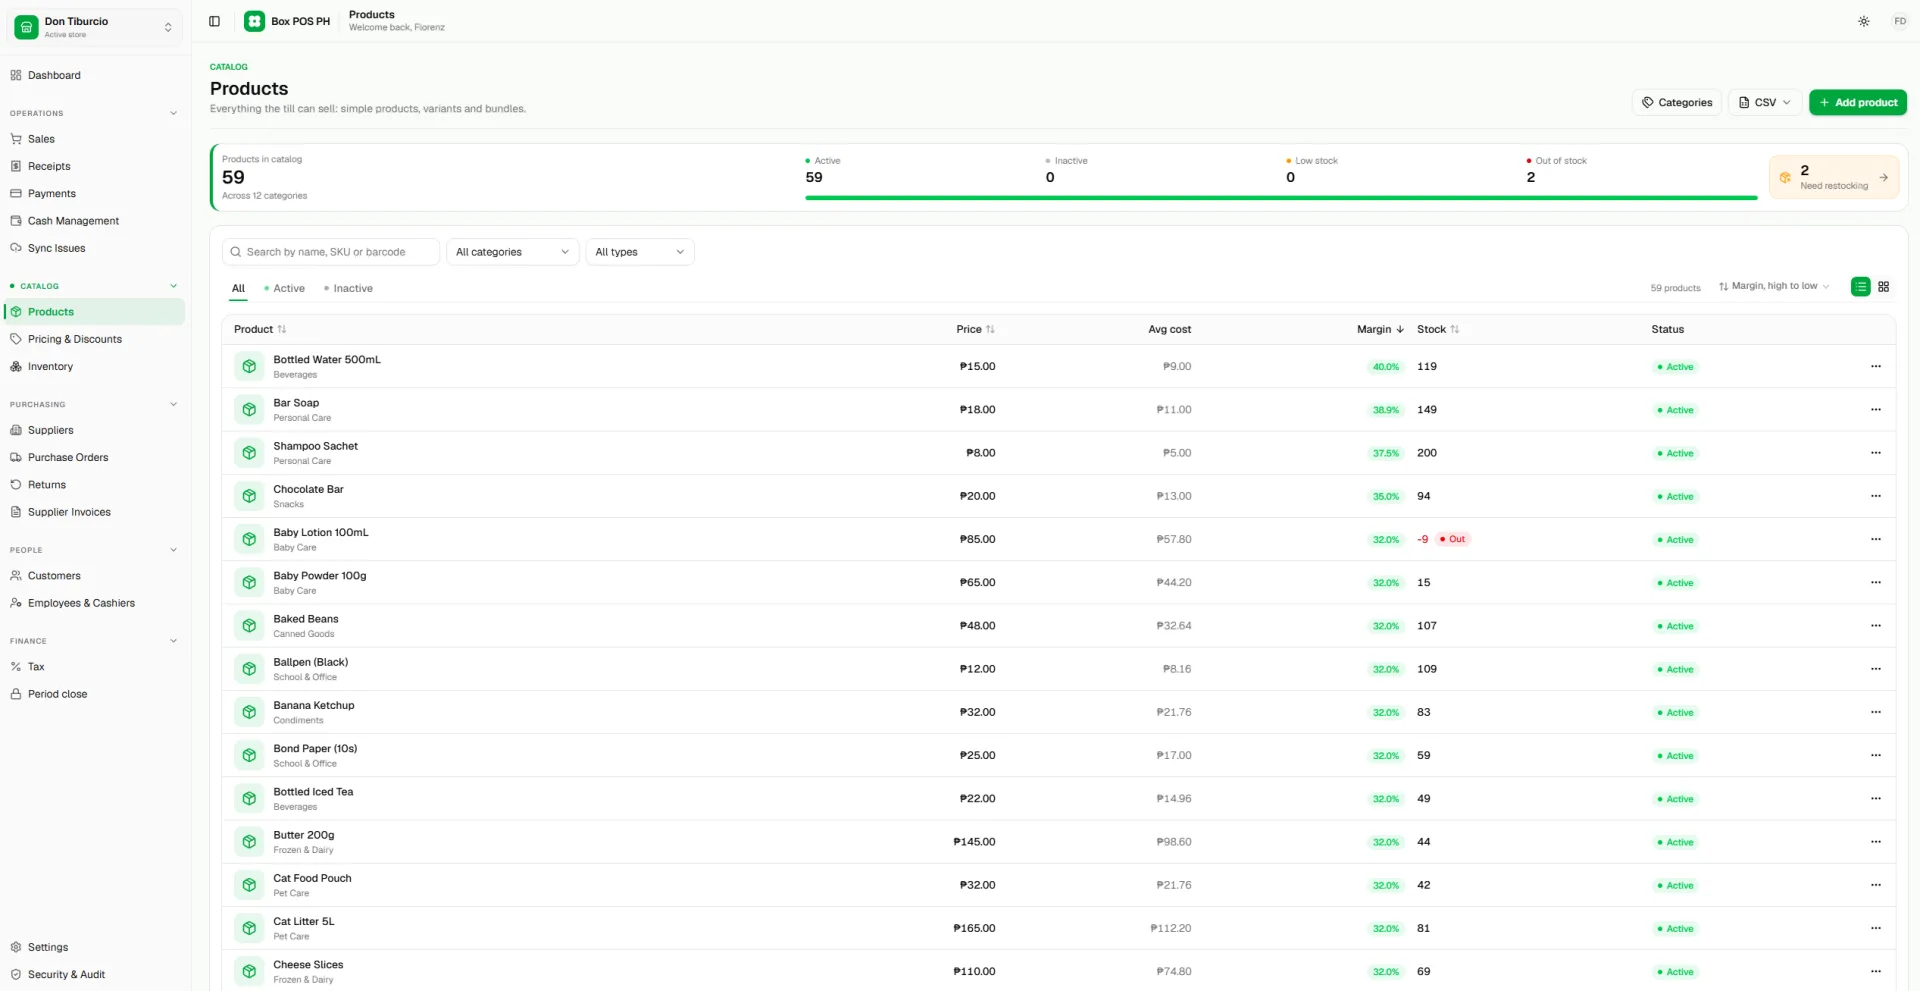 Don Tiburcio
Active store
Dashboard
OPERATIONS
Sales
Receipts
Payments
Cash Management
Sync Issues
CATALOG
Products
Pricing & Discounts
Inventory
PURCHASING
Suppliers
Purchase Orders
Returns
Supplier Invoices
PEOPLE
Customers
Employees & Cashiers
FINANCE
Tax
Period close
Settings
Security & Audit
Box POS PH
Products
Welcome back, Florenz
FD
CATALOG
Products
Everything the till can sell: simple products, variants and bundles.
Categories
CSV
Add product
Products in catalog
59
Across 12 categories
Active
59
Inactive
0
Low stock
0
Out of stock
2
2
Need restocking
Search by name, SKU or barcode
All categories
All types
All
Active
Inactive
59 products
Margin, high to low
Product Price Avg cost Margin Stock Status
Bottled Water 500mL ₱15.00 ₱9.00 40.0% 119 Active
Beverages
Bar Soap ₱18.00 ₱11.00 38.9% 149 Active
Personal Care
Shampoo Sachet ₱8.00 ₱5.00 37.5% 200 Active
Personal Care
Chocolate Bar ₱20.00 ₱13.00 35.0% 94 Active
Snacks
Baby Lotion 100mL ₱85.00 ₱57.80 32.0% -9 Out Active
Baby Care
Baby Powder 100g ₱65.00 ₱44.20 32.0% 15 Active
Baby Care
Baked Beans ₱48.00 ₱32.64 32.0% 107 Active
Canned Goods
Ballpen (Black) ₱12.00 ₱8.16 32.0% 109 Active
School & Office
Banana Ketchup ₱32.00 ₱21.76 32.0% 83 Active
Condiments
Bond Paper (10s) ₱25.00 ₱17.00 32.0% 59 Active
School & Office
Bottled Iced Tea ₱22.00 ₱14.96 32.0% 49 Active
Beverages
Butter 200g ₱145.00 ₱98.60 32.0% 44 Active
Frozen & Dairy
Cat Food Pouch ₱32.00 ₱21.76 32.0% 42 Active
Pet Care
Cat Litter 5L ₱165.00 ₱112.20 32.0% 81 Active
Pet Care
Cheese Slices ₱110.00 ₱74.80 32.0% 69 Active
Frozen & Dairy